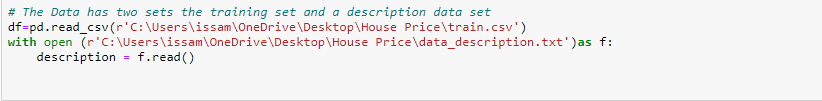 # The Data has two sets the training set and a description data set
df=pd.read_csv(r'C:\Users\issam\OneDrive\Desktop\House Price\train.csv')
with open (r'C:\Users\issam\OneDrive\Desktop\House Price\data_description.txt')as f:
    description = f.read()